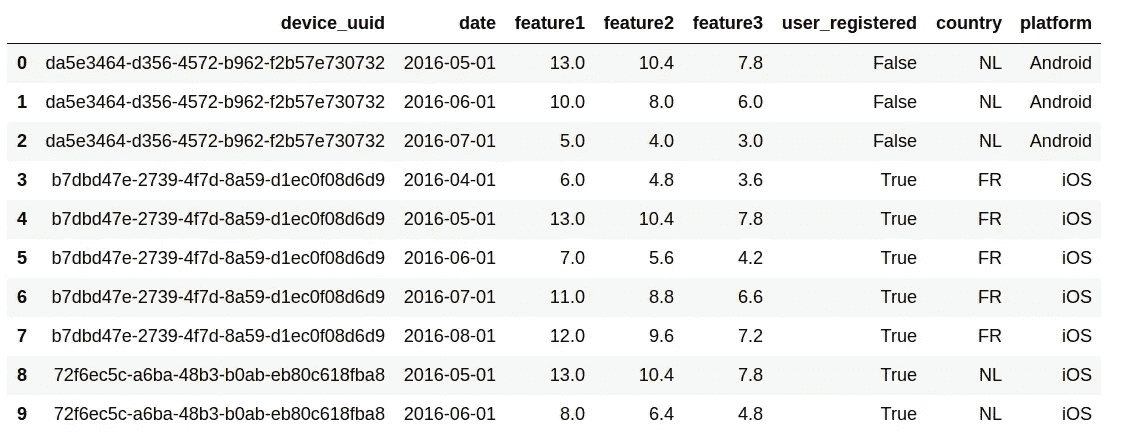 device_uuid date feature1 feature2 feature3 user_registered country platform
0 da5e3464-d356-4572-b962-f2b57e730732 2016-05-01 13.0 10.4 7.8 False NL Android
1 da5e3464-d356-4572-b962-f2b57e730732 2016-06-01 10.0 8.0 6.0 False NL Android
2 da5e3464-d356-4572-b962-f2b57e730732 2016-07-01 5.0 4.0 3.0 False NL Android
3 b7dbd47e-2739-4f7d-8a59-d1ec0f08d6d9 2016-04-01 6.0 4.8 3.6 True FR iOS
4 b7dbd47e-2739-4f7d-8a59-d1ec0f08d6d9 2016-05-01 13.0 10.4 7.8 True FR iOS
5 b7dbd47e-2739-4f7d-8a59-d1ec0f08d6d9 2016-06-01 7.0 5.6 4.2 True FR iOS
6 b7dbd47e-2739-4f7d-8a59-d1ec0f08d6d9 2016-07-01 11.0 8.8 6.6 True FR iOS
7 b7dbd47e-2739-4f7d-8a59-d1ec0f08d6d9 2016-08-01 12.0 9.6 7.2 True FR iOS
8 72f6ec5c-a6ba-48b3-b0ab-eb80c618fba8 2016-05-01 13.0 10.4 7.8 True NL iOS
9 72f6ec5c-a6ba-48b3-b0ab-eb80c618fba8 2016-06-01 8.0 6.4 4.8 True NL iOS